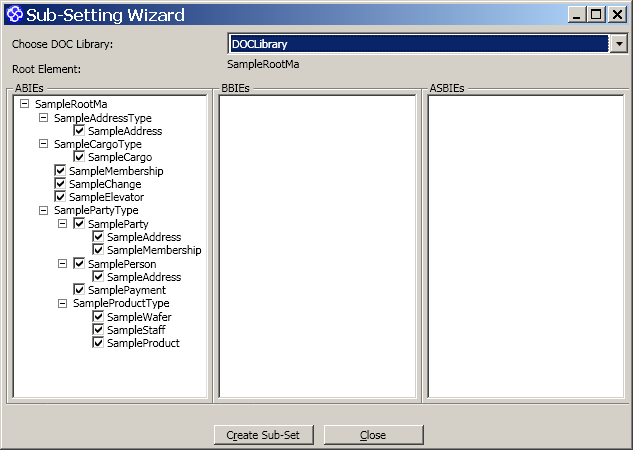 Sub-Setting Wizard
Choose DOC Library:
DOCLibrary
Root Element:
SampleRootMa
ABIEs
BBIEs
ASBIEs
SampleRootMa
SampleAddressType
SampleAddress
SampleCargoType
SampleCargo
SampleMembership
SampleChange
SampleElevator
SamplePartyType
SampleParty
SampleAddress
SampleMembership
SamplePerson
SampleAddress
SamplePayment
SampleProductType
SampleWafer
SampleStaff
SampleProduct
Create Sub-Set
Close